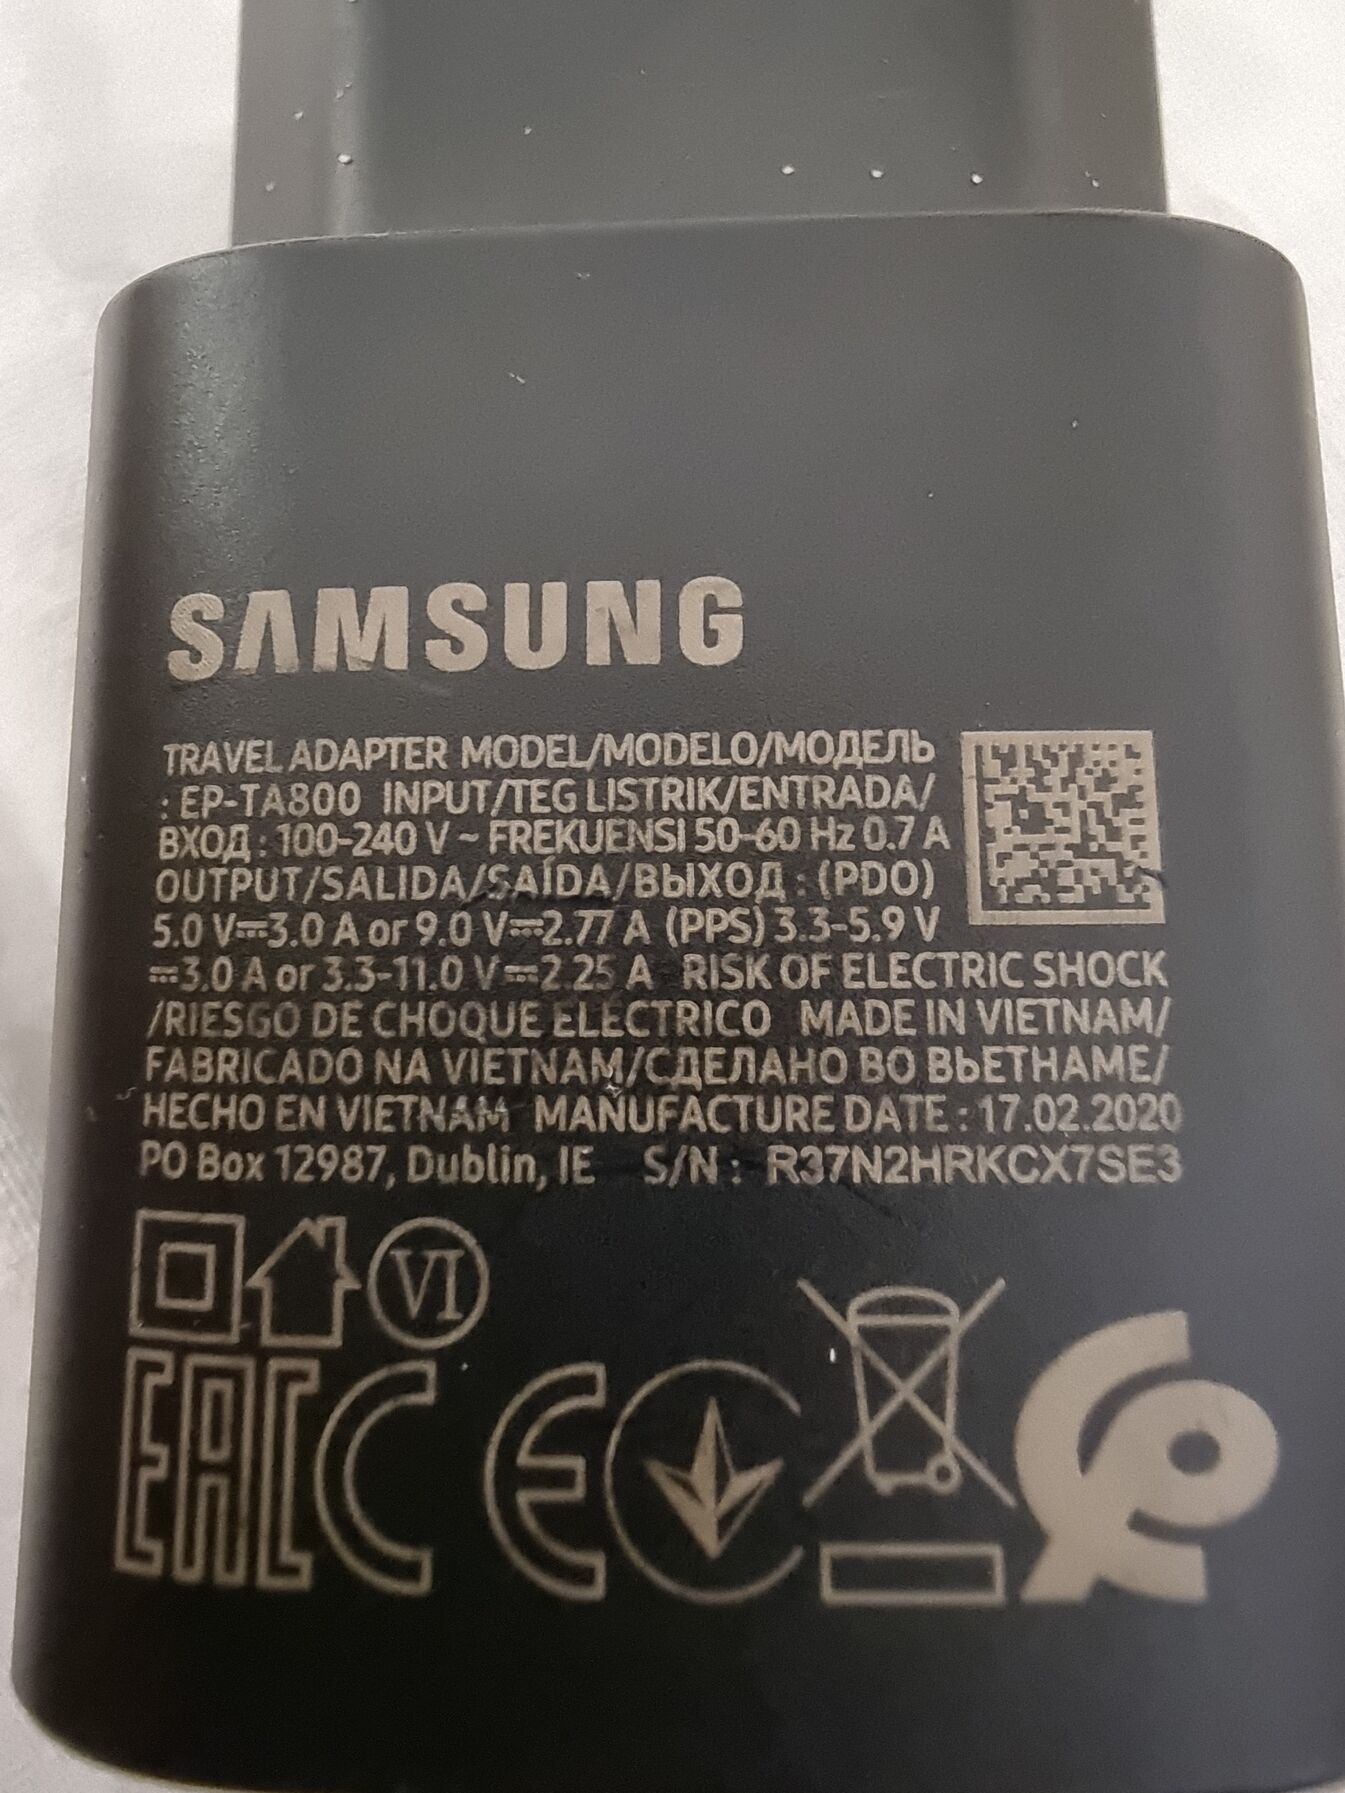 SAMSUNG
TRAVEL ADAPTER MODEL/MODELO/МОДЕЛЬ
: EP-TA800 INPUT/TEG LISTRIK/ENTRADA/
ВХОД : 100-240 V ~ FREKUENSI 50-60 Hz 0.7 A
OUTPUT/SALIDA/SAÍDA/ВЫХОД : (PDO)
5.0 V⎓3.0 A or 9.0 V⎓2.77 A (PPS) 3.3-5.9 V
⎓3.0 A or 3.3-11.0 V⎓2.25 A RISK OF ELECTRIC SHOCK
/RIESGO DE CHOQUE ELECTRICO MADE IN VIETNAM/
FABRICADO NA VIETNAM/СДЕЛАНО ВО ВЬЕТНАМЕ/
HECHO EN VIETNAM MANUFACTURE DATE : 17.02.2020
PO Box 12987, Dublin, IE S/N : R37N2HRKCX7SE3
VI
EAC CE